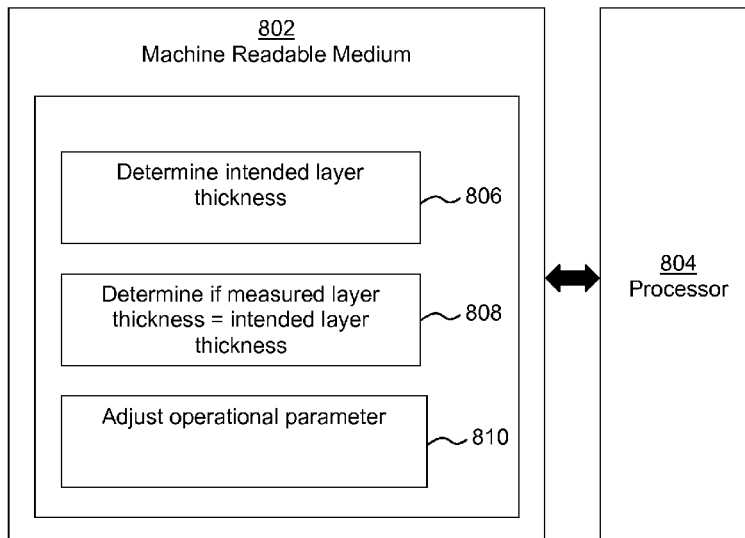 802
Machine Readable Medium
Determine intended layer
thickness
806
Determine if measured layer
thickness = intended layer
thickness
808
Adjust operational parameter
810
804
Processor